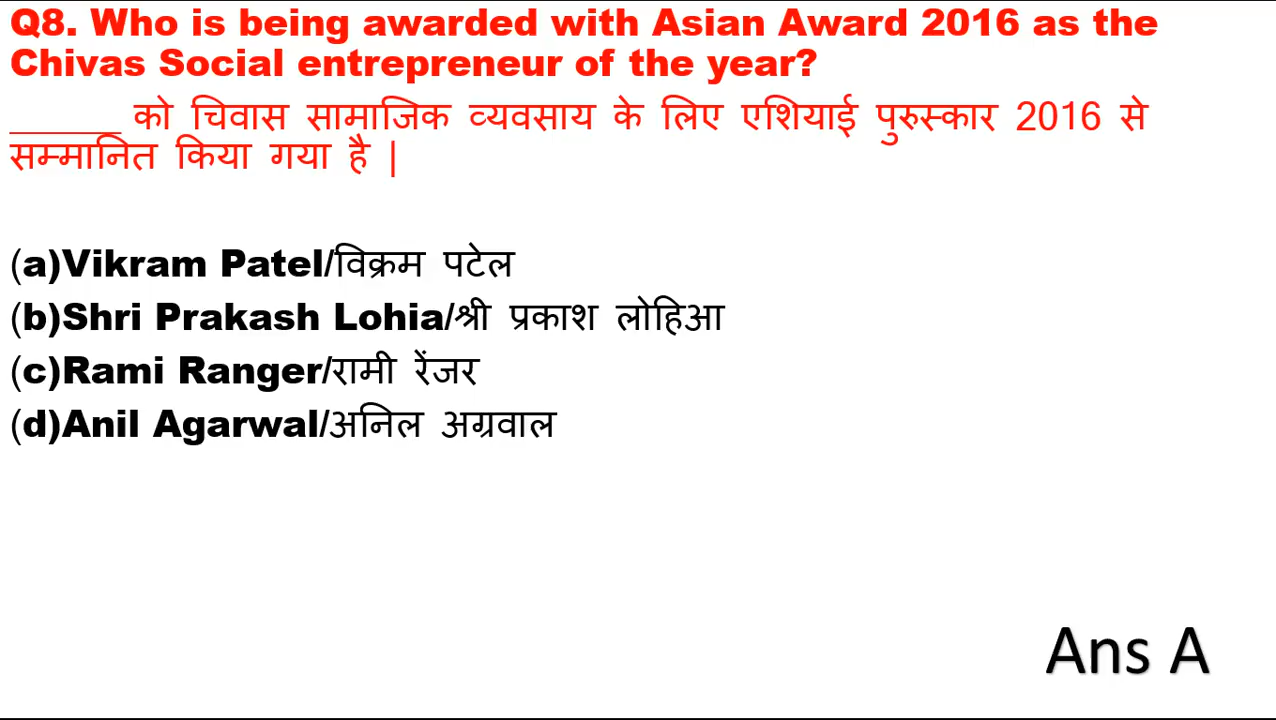 Q8. Who is being awarded with Asian Award 2016 as the
Chivas Social entrepreneur of the year?
______ को चिवास सामाजिक व्यवसाय के लिए एशियाई पुरुस्कार 2016 से
सम्मानित किया गया है |
(a)Vikram Patel/विक्रम पटेल
(b)Shri Prakash Lohia/श्री प्रकाश लोहिआ
(c)Rami Ranger/रामी रेंजर
(d)Anil Agarwal/अनिल अग्रवाल
Ans A